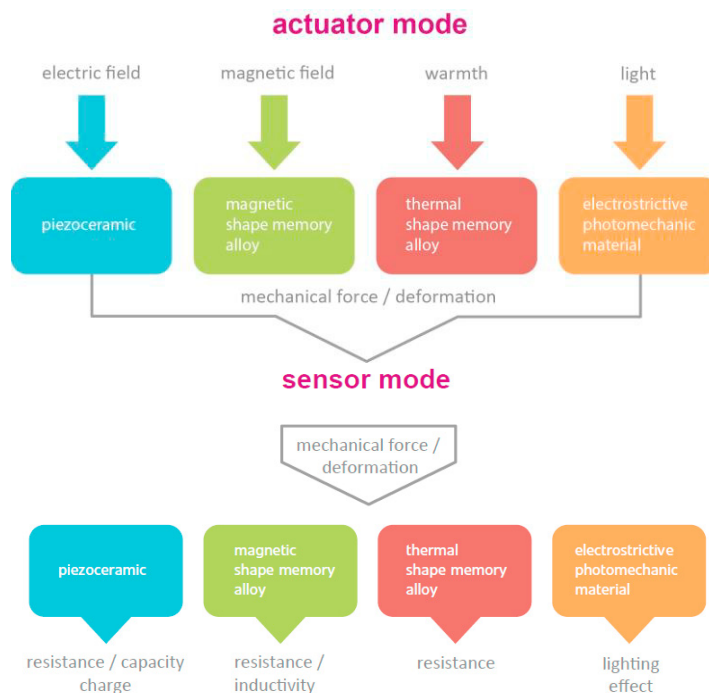 actuator mode
electric field
magnetic field
warmth
light
piezoceramic
magnetic
shape memory
alloy
thermal
shape memory
alloy
electrostrictive
photomechanic
material
mechanical force / deformation
sensor mode
mechanical force /
deformation
piezoceramic
magnetic
shape memory
alloy
thermal
shape memory
alloy
electrostrictive
photomechanic
material
resistance / capacity
charge
resistance /
inductivity
resistance
lighting
effect